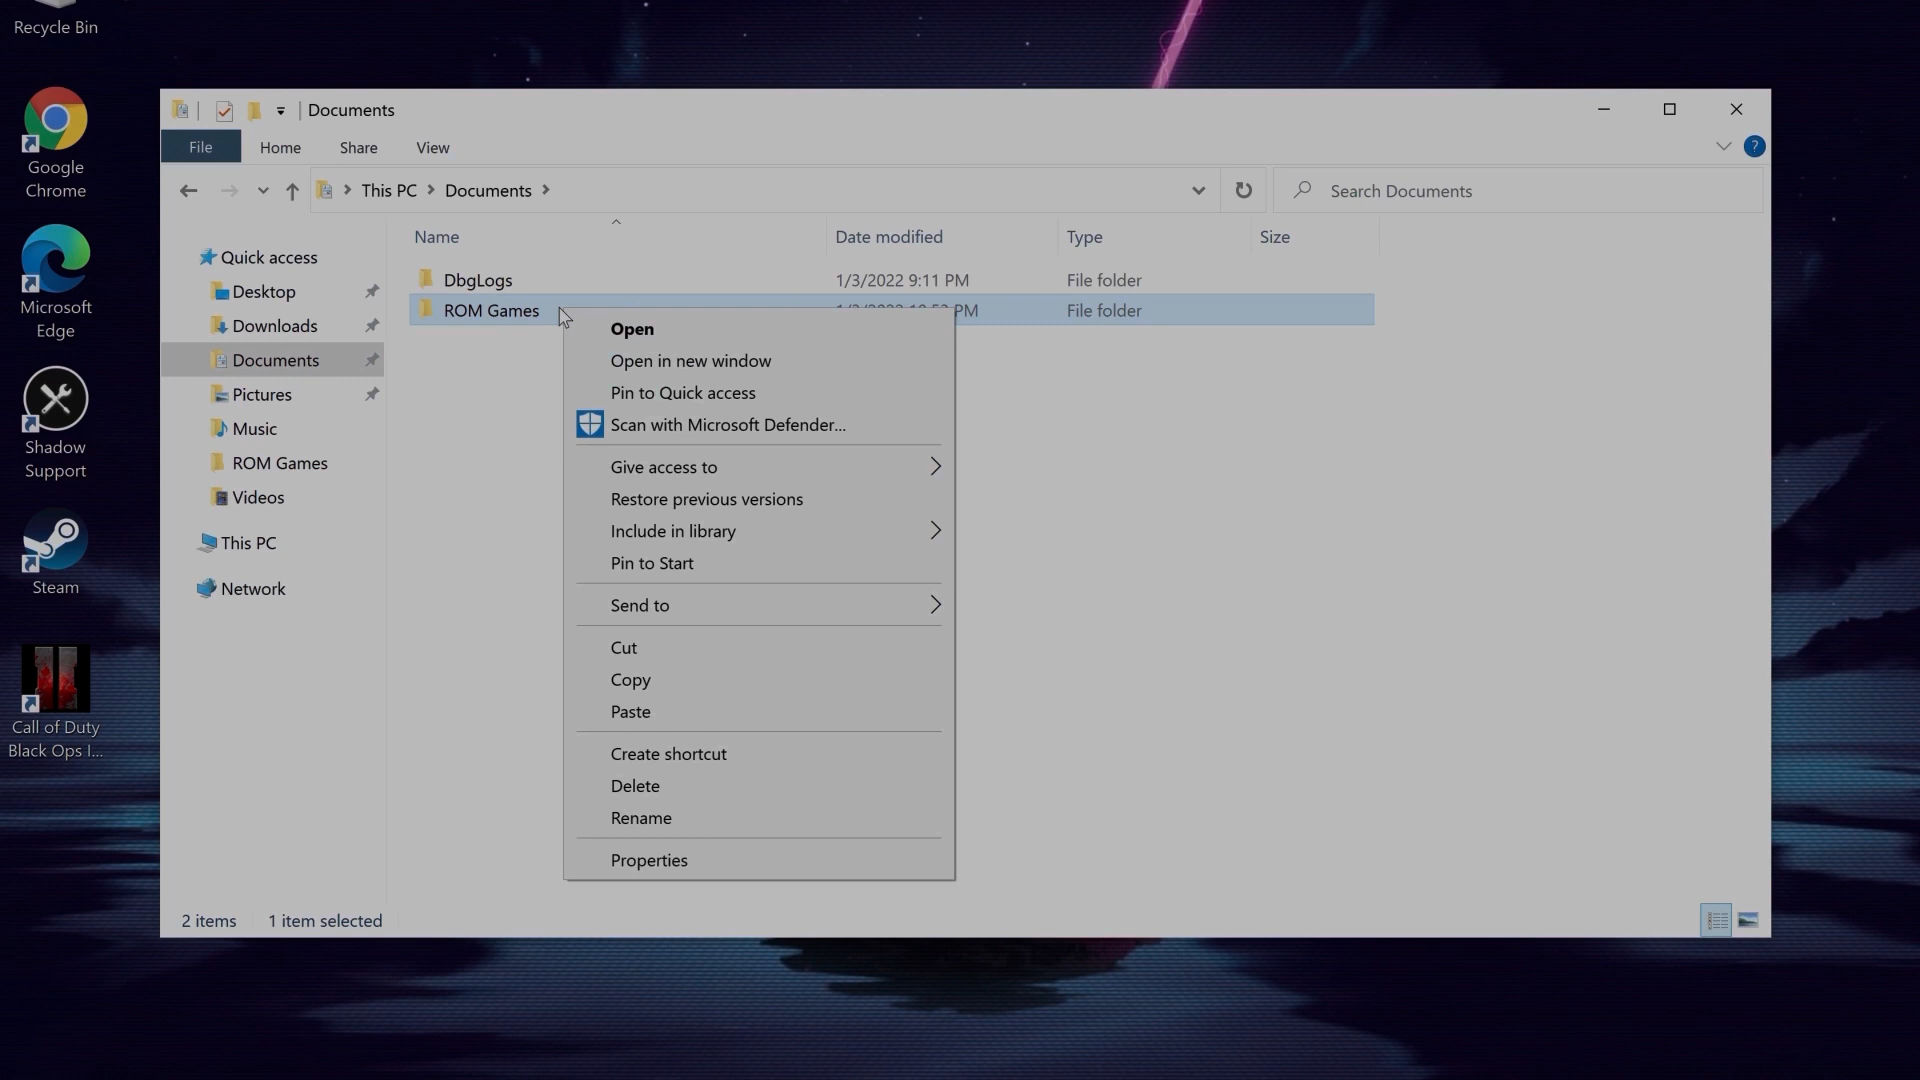 Recycle Bin
Google
Chrome
Microsoft
Edge
Shadow
Support
Steam
Call of Duty
Black Ops I...
Documents
File Home Share View
?
This PC Documents
Search Documents
Name Date modified Type Size
DbgLogs 1/3/2022 9:11 PM File folder
ROM Games PM File folder
Quick access
Desktop
Downloads
Documents
Pictures
Music
ROM Games
Videos
This PC
Network
Open
Open in new window
Pin to Quick access
Scan with Microsoft Defender...
Give access to
Restore previous versions
Include in library
Pin to Start
Send to
Cut
Copy
Paste
Create shortcut
Delete
Rename
Properties
2 items 1 item selected